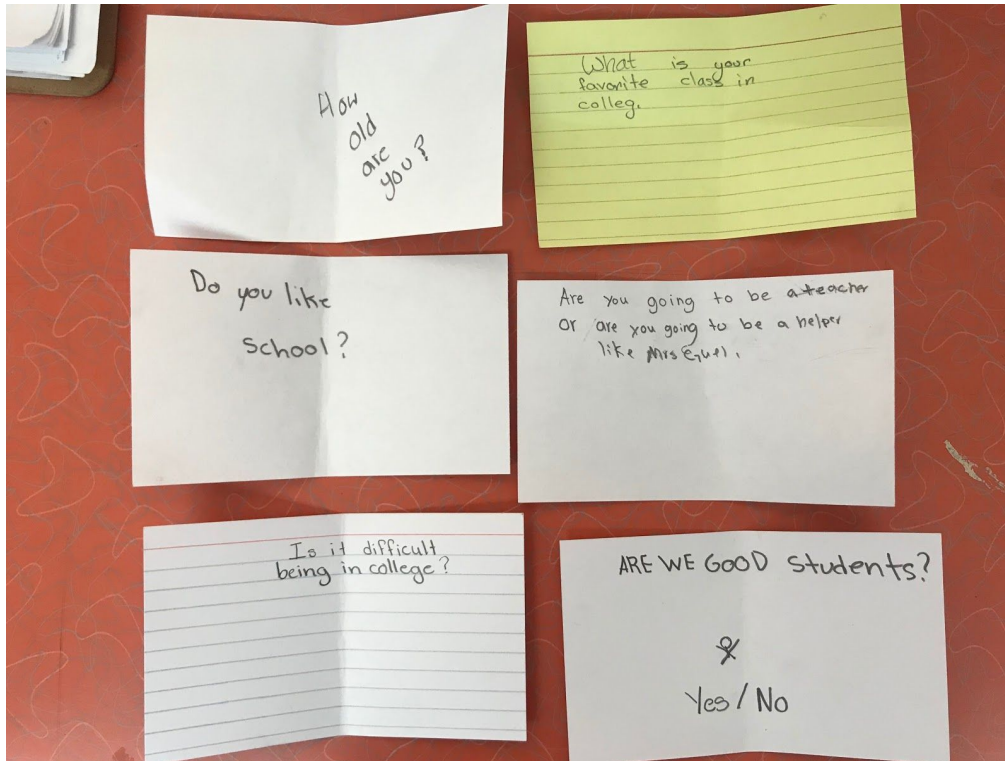 How
old
are
you?
What is your
favorite class in
colleg.
Do you like
school?
Are you going to be a teacher
or are you going to be a helper
like Mrs
Is it difficult
being in college?
ARE WE GOOD Students?
Yes / No